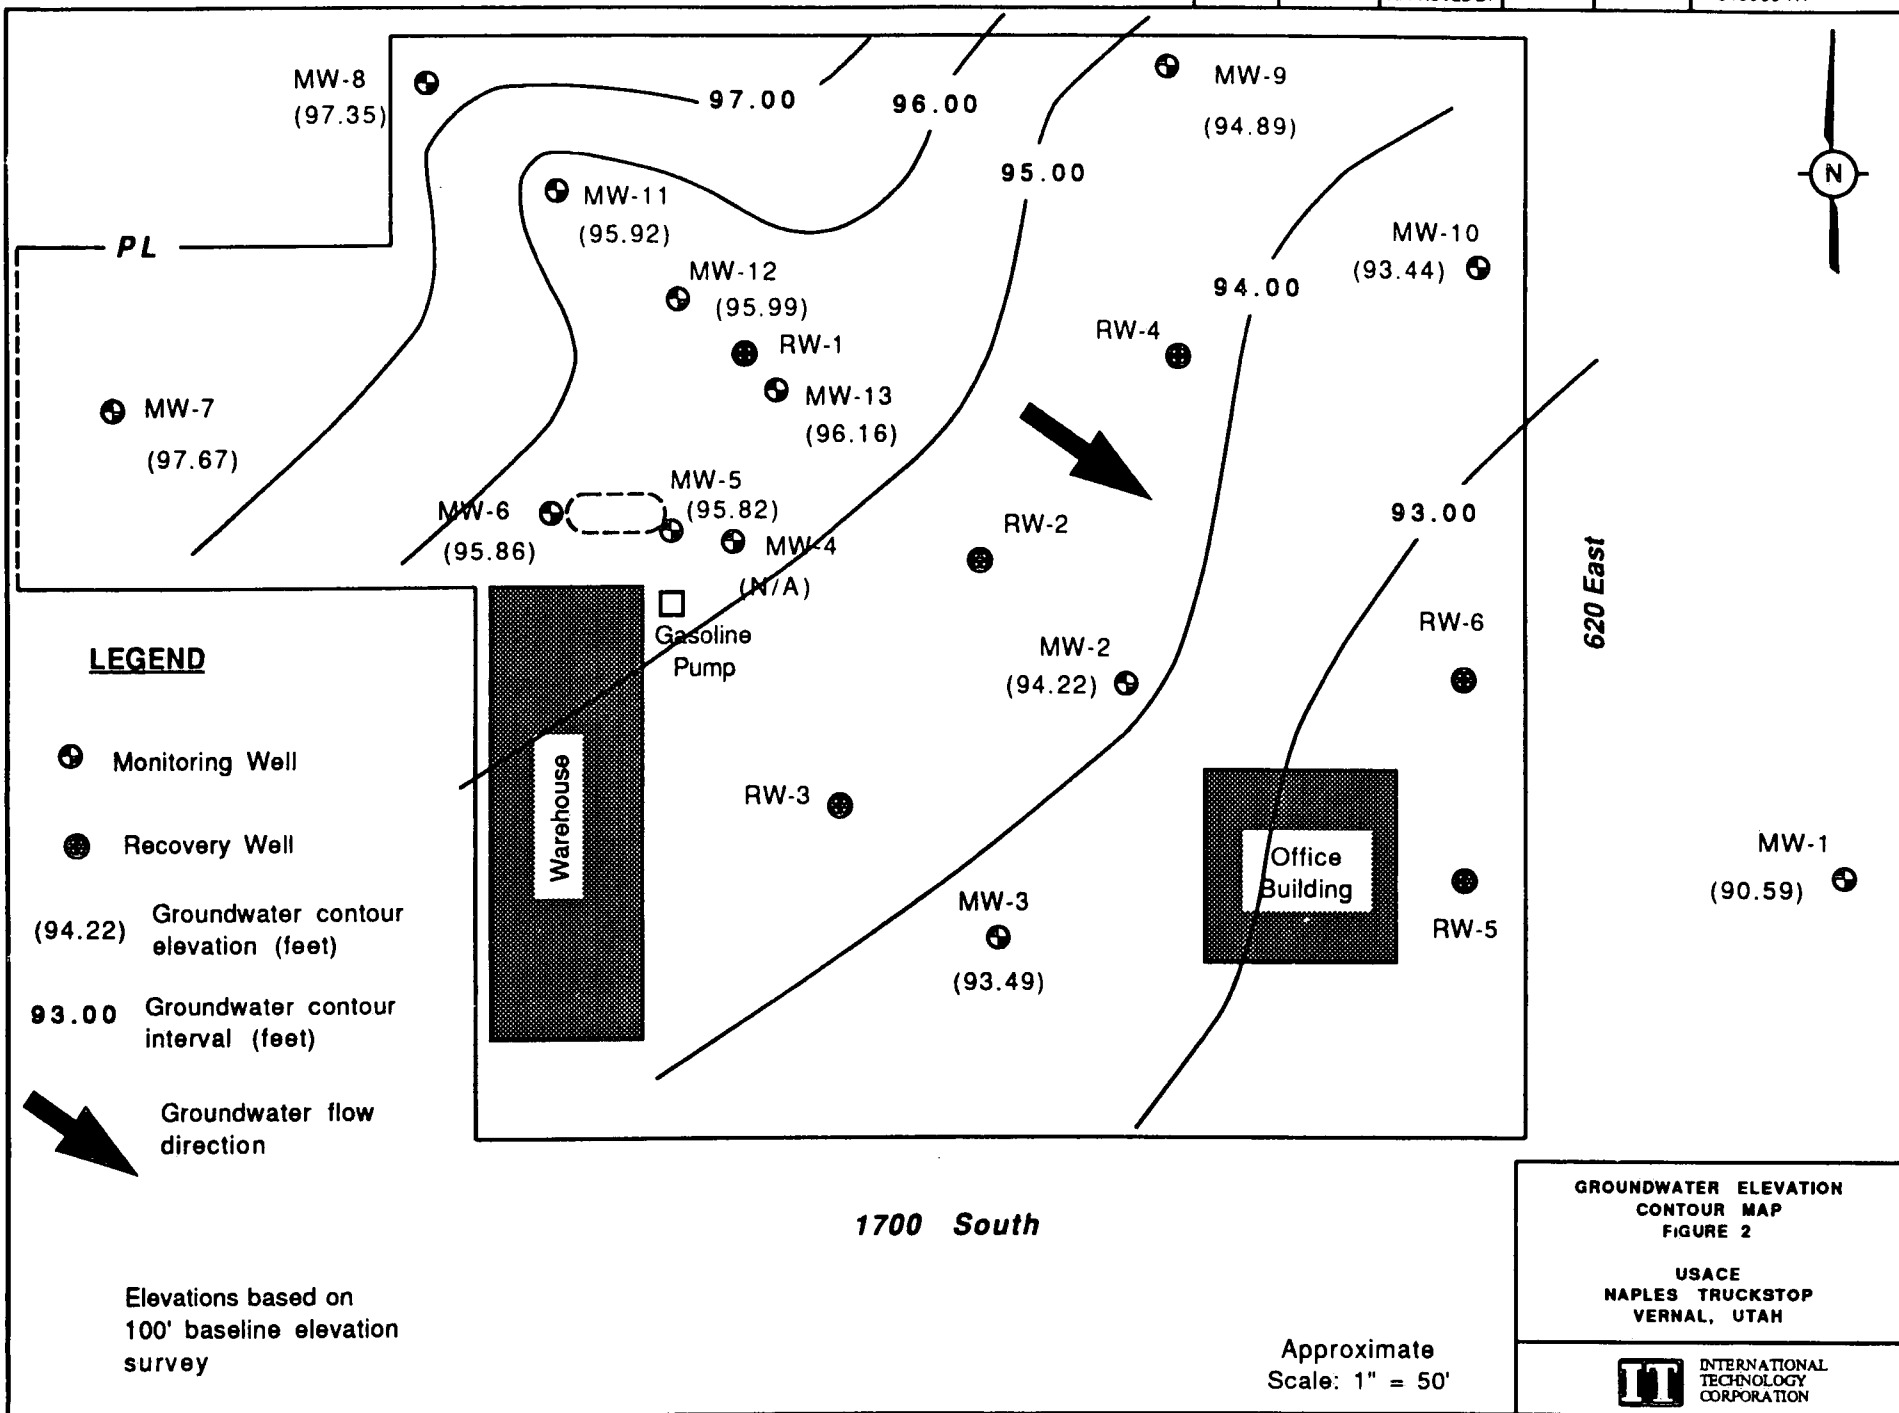 MW-8
(97.35)
97.00
96.00
MW-9
(94.89)
95.00
N
MW-11
(95.92)
PL
MW-10
(93.44)
MW-12
(95.99)
94.00
RW-1
RW-4
MW-13
(96.16)
MW-7
(97.67)
MW-5
(95.82)
MW-6
(95.86)
MW-4
(N/A)
RW-2
93.00
620 East
Gasoline
Pump
MW-2
(94.22)
RW-6
LEGEND
Monitoring Well
Recovery Well
(94.22) Groundwater contour
elevation (feet)
93.00 Groundwater contour
interval (feet)
Groundwater flow
direction
Warehouse
RW-3
Office
Building
MW-1
(90.59)
MW-3
(93.49)
RW-5
1700 South
Elevations based on
100' baseline elevation
survey
Approximate
Scale: 1" = 50'
GROUNDWATER ELEVATION
CONTOUR MAP
FIGURE 2
USACE
NAPLES TRUCKSTOP
VERNAL, UTAH
IT
INTERNATIONAL
TECHNOLOGY
CORPORATION